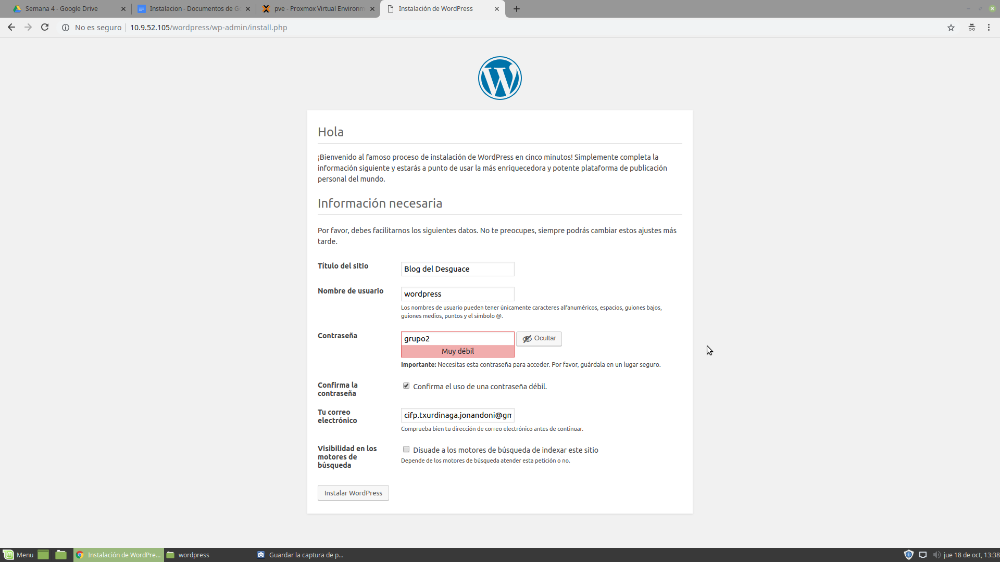 Semana 4 - Google Drive
Instalacion - Documentos de G
pve - Proxmox Virtual Environm
Instalación de WordPress
No es seguro
10.9.52.105/wordpress/wp-admin/install.php
Hola
¡Bienvenido al famoso proceso de instalación de WordPress en cinco minutos! Simplemente completa la
información siguiente y estarás a punto de usar la más enriquecedora y potente plataforma de publicación
personal del mundo.
Información necesaria
Por favor, debes facilitarnos los siguientes datos. No te preocupes, siempre podrás cambiar estos ajustes más
tarde.
Título del sitio
Blog del Desguace
Nombre de usuario
wordpress
Los nombres de usuario pueden tener únicamente caracteres alfanuméricos, espacios, guiones bajos,
guiones medios, puntos y el símbolo @.
Contraseña
grupo2
Ocultar
Muy débil
Importante: Necesitas esta contraseña para acceder. Por favor, guárdala en un lugar seguro.
Confirma la
contraseña
Confirma el uso de una contraseña débil.
Tu correo
electrónico
cifp.txurdinaga.jonandoni@gm
Comprueba bien tu dirección de correo electrónico antes de continuar.
Visibilidad en los
motores de
búsqueda
Disuade a los motores de búsqueda de indexar este sitio
Depende de los motores de búsqueda atender esta petición o no.
Instalar WordPress
Menu
Instalación de WordPre...
wordpress
Guardar la captura de p...
jue 18 de oct, 13:38